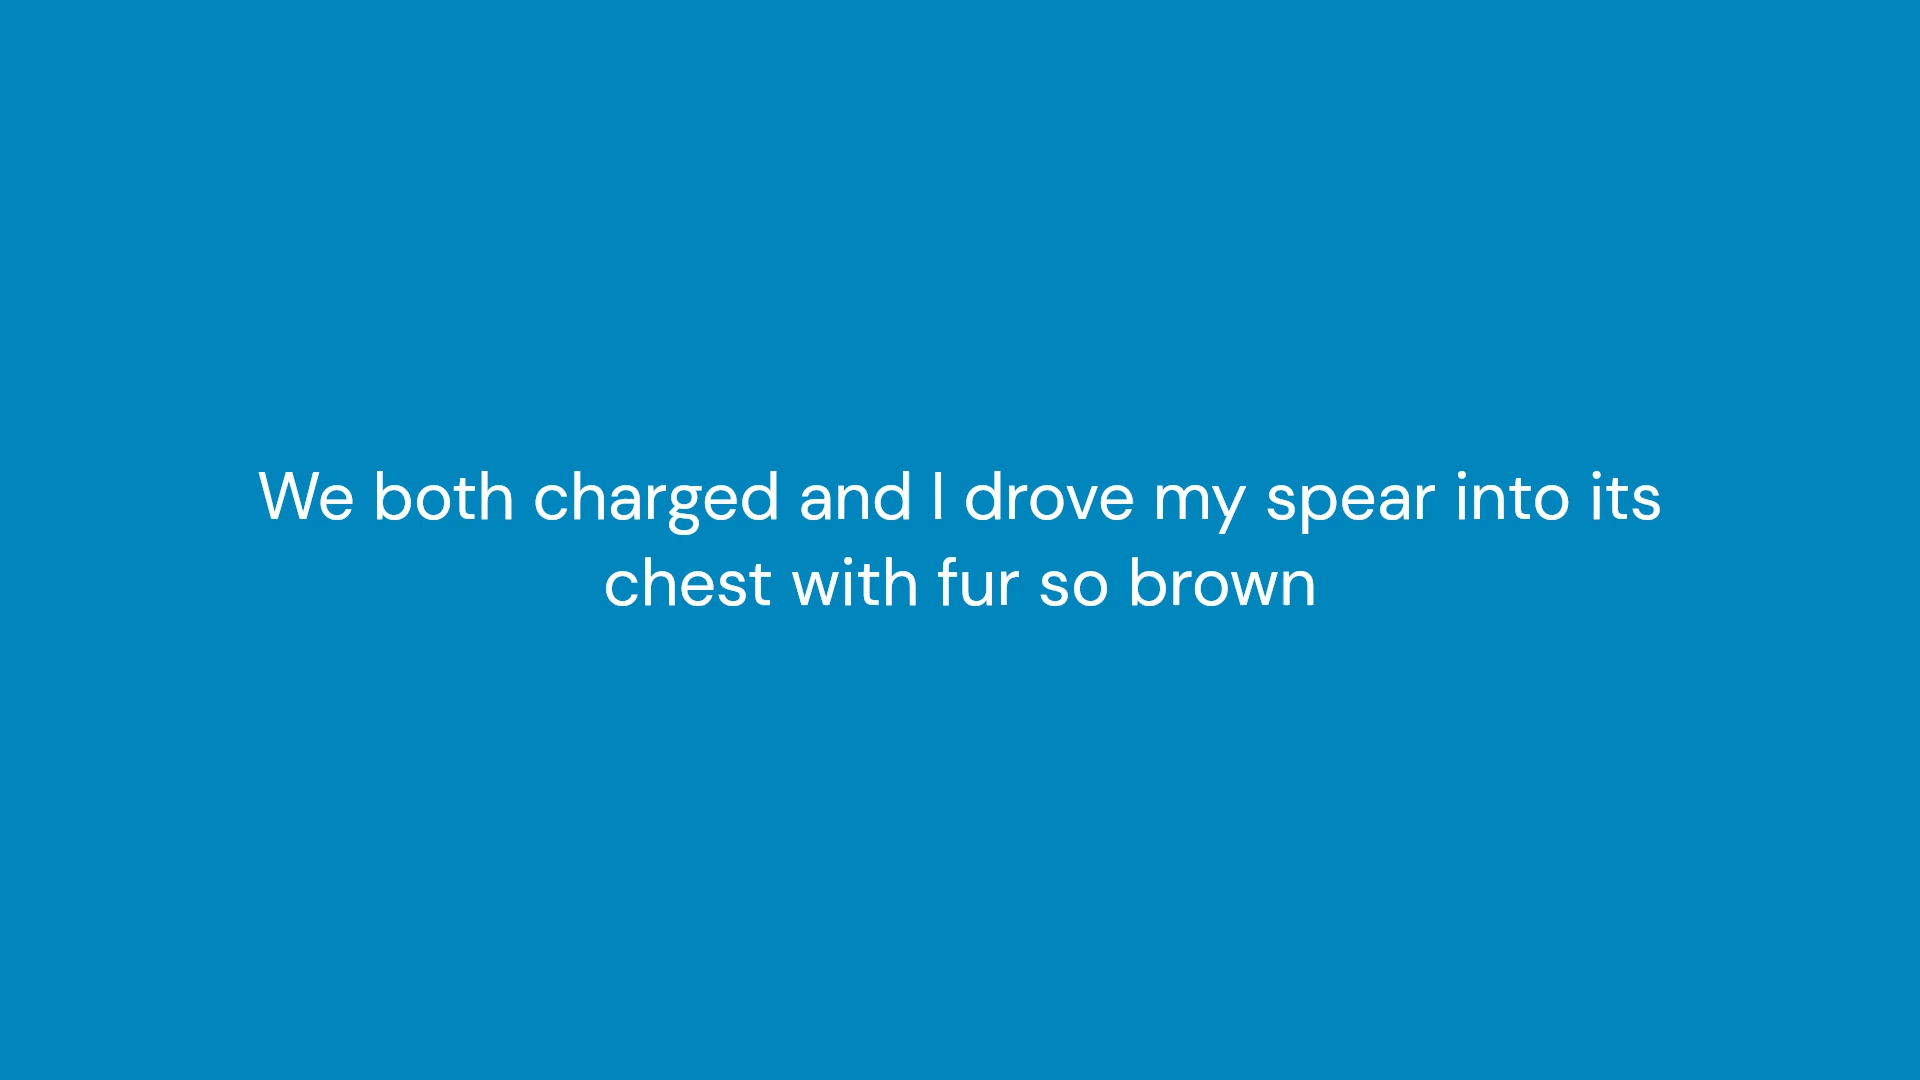 We both charged and I drove my spear into its
chest with fur so brown